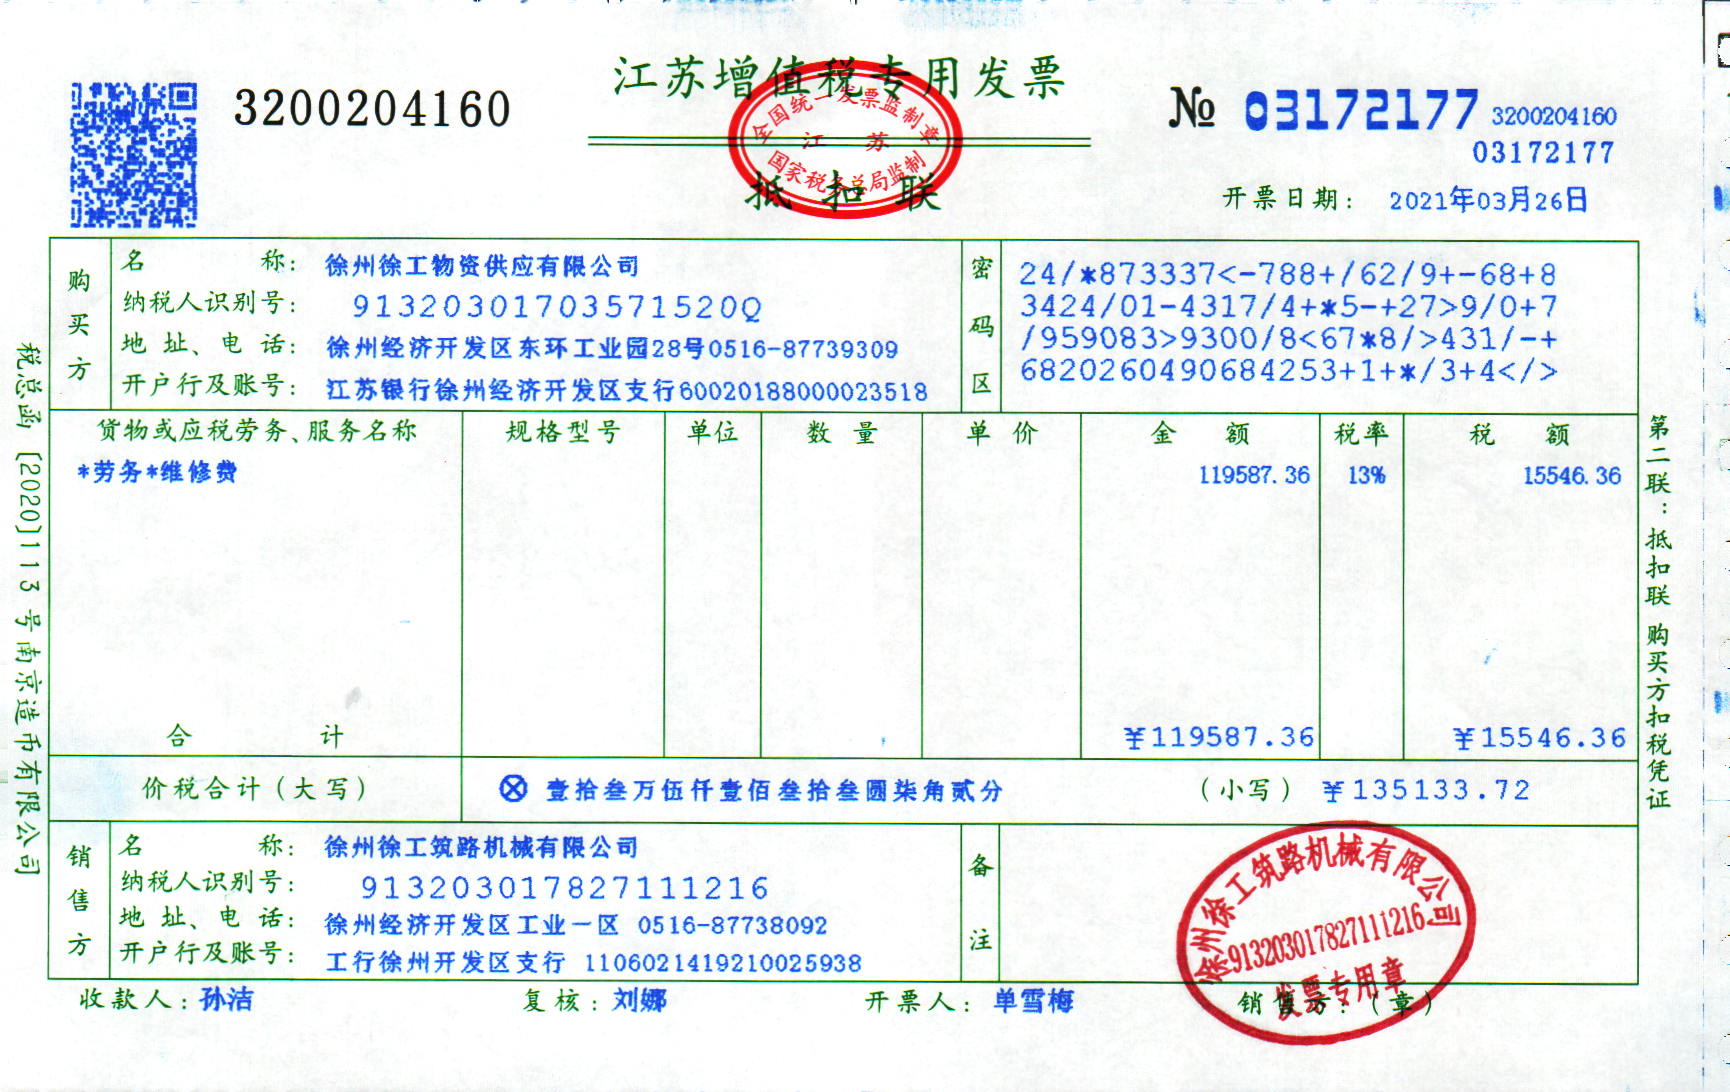 江苏增值税专用发票
3200204160
№ 03172177 3200204160
03172177
全国统一发票监制章
江 苏
国家税务总局监制
抵扣联
开票日期: 2021年03月26日
购买方
名 称: 徐州徐工物资供应有限公司
纳税人识别号: 91320301703571520Q
地 址、电 话: 徐州经济开发区东环工业园28号0516-87739309
开户行及账号: 江苏银行徐州经济开发区支行60020188000023518
密码区
24/*873337<-788+/62/9+-68+8
3424/01-4317/4+*5-+27>9/0+7
/959083>9300/8<67*8/>431/-+
6820260490684253+1+*/3+4</>
货物或应税劳务、服务名称 规格型号 单位 数 量 单 价 金 额 税率 税 额
*劳务*维修费 119587.36 13% 15546.36
合 计 ¥119587.36 ¥15546.36
价税合计(大写) ⊗ 壹拾叁万伍仟壹佰叁拾叁圆柒角贰分 (小写) ¥135133.72
销售方
名 称: 徐州徐工筑路机械有限公司
纳税人识别号: 913203017827111216
地 址、电 话: 徐州经济开发区工业一区 0516-87738092
开户行及账号: 工行徐州开发区支行 1106021419210025938
备注
徐州徐工筑路机械有限公司
913203017827111216
发票专用章
收款人: 孙洁 复核: 刘娜 开票人: 单雪梅 销售方: (章)
税总函[2020]113号南京造币有限公司
第二联: 抵扣联 购买方扣税凭证